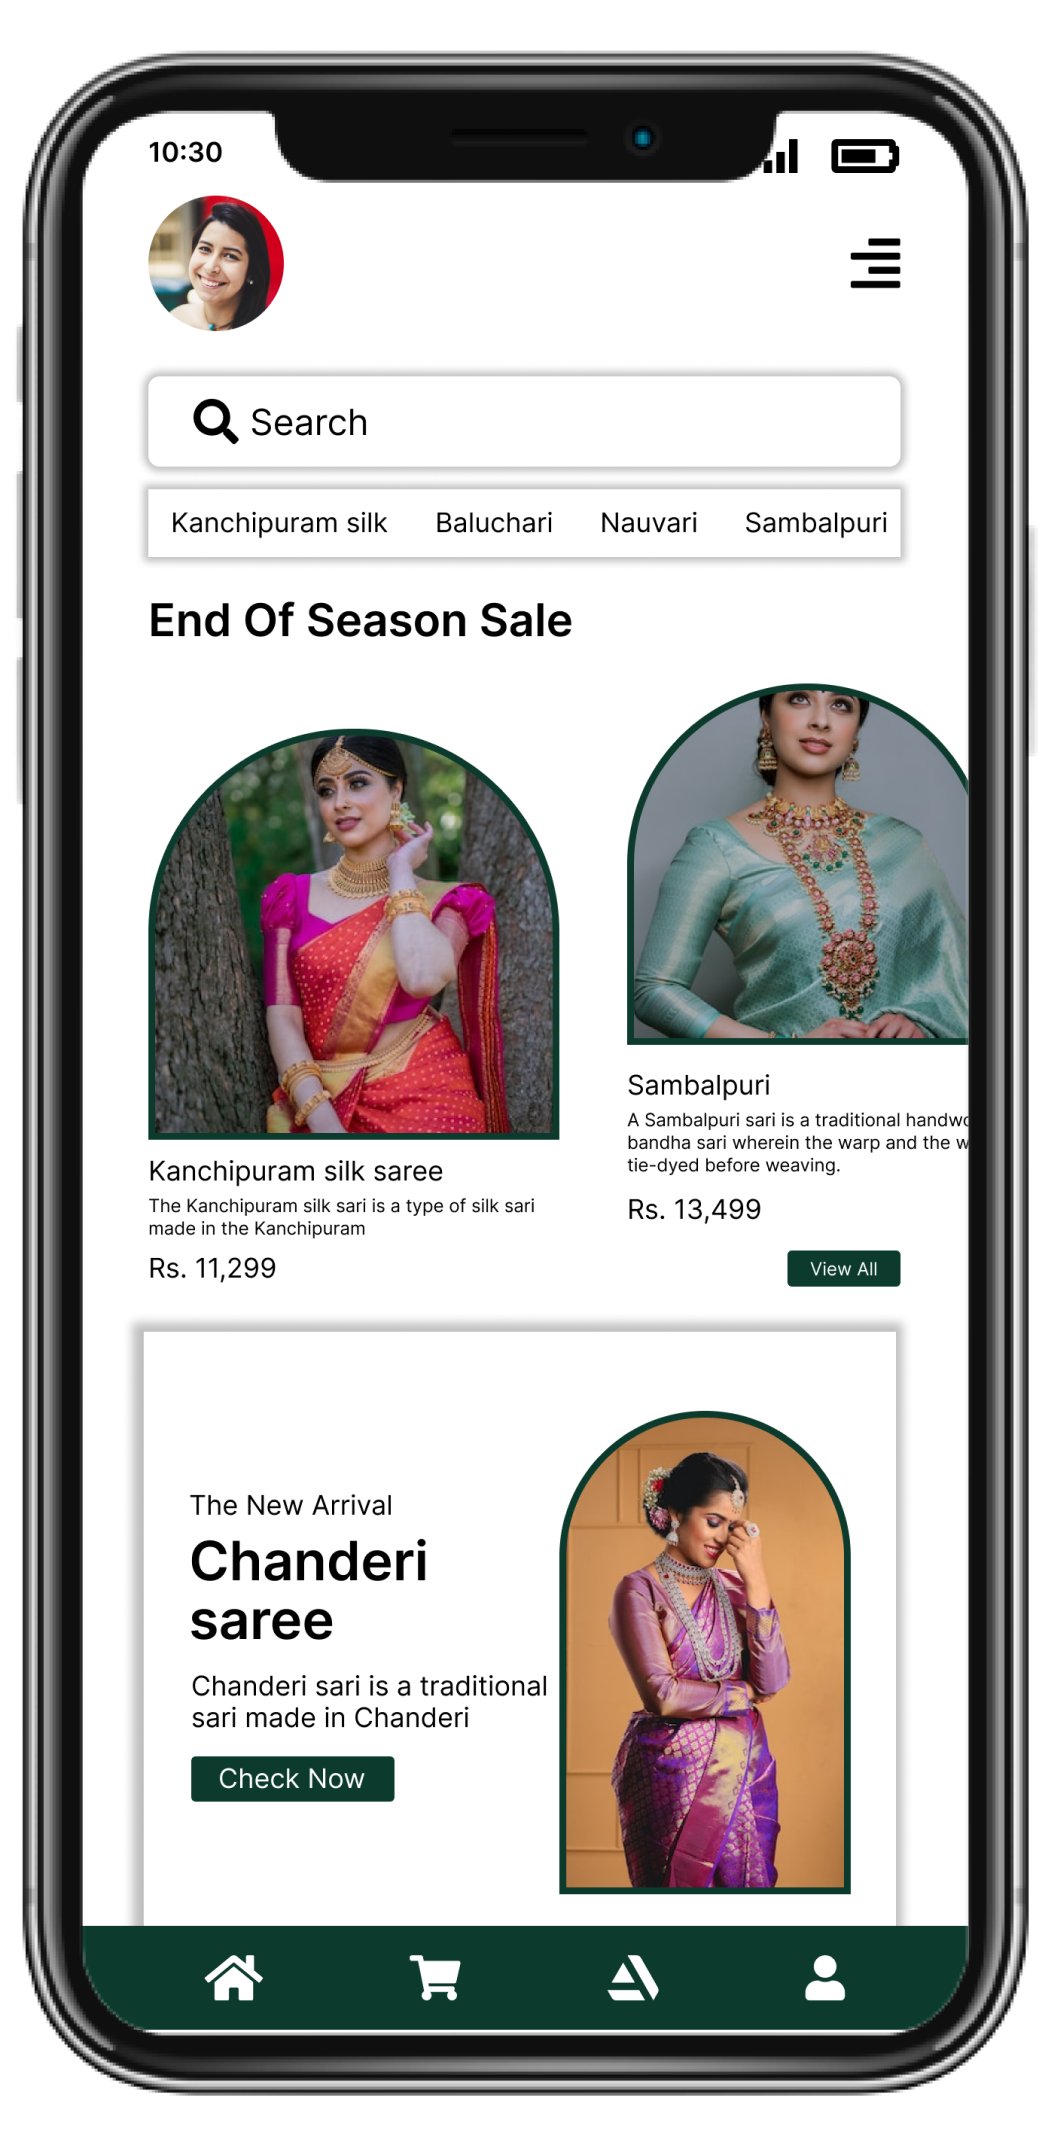 10:30
Search
Kanchipuram silk Baluchari Nauvari Sambalpuri
End Of Season Sale
Kanchipuram silk saree
The Kanchipuram silk sari is a type of silk sari
made in the Kanchipuram
Rs. 11,299
Sambalpuri
A Sambalpuri sari is a traditional
bandha sari wherein the warp and the
tie-dyed before weaving.
Rs. 13,499
View All
The New Arrival
Chanderi
saree
Chanderi sari is a traditional
sari made in Chanderi
Check Now